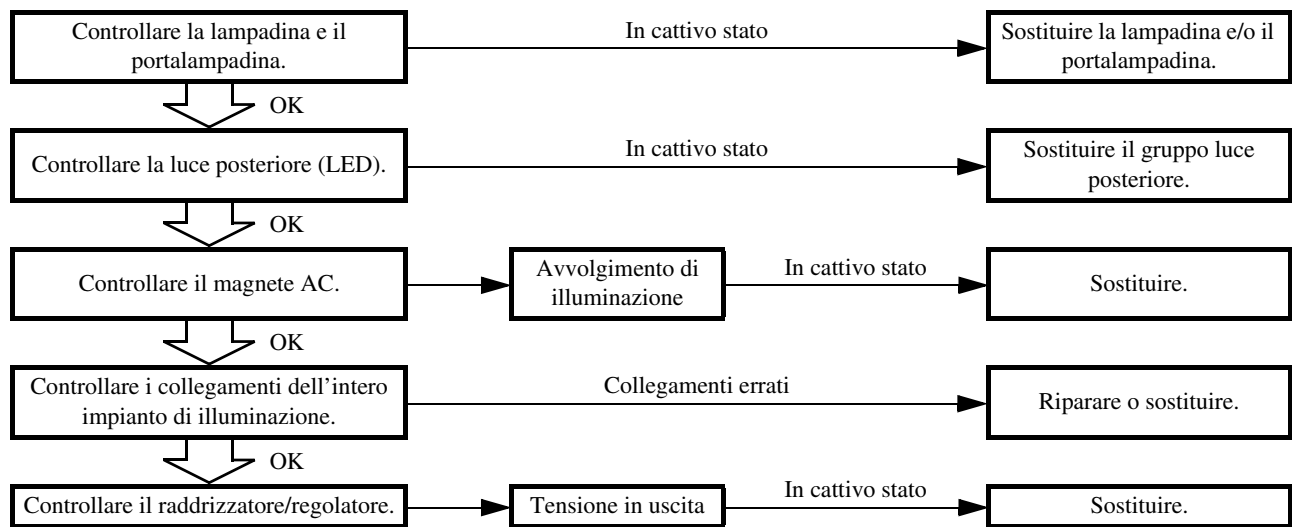 Controllare la lampadina e il
portalampadina.
In cattivo stato
Sostituire la lampadina e/o il
portalampadina.
OK
Controllare la luce posteriore (LED).
In cattivo stato
Sostituire il gruppo luce
posteriore.
OK
Controllare il magnete AC.
Avvolgimento di
illuminazione
In cattivo stato
Sostituire.
OK
Controllare i collegamenti dell’intero
impianto di illuminazione.
Collegamenti errati
Riparare o sostituire.
OK
Controllare il raddrizzatore/regolatore.
Tensione in uscita
In cattivo stato
Sostituire.